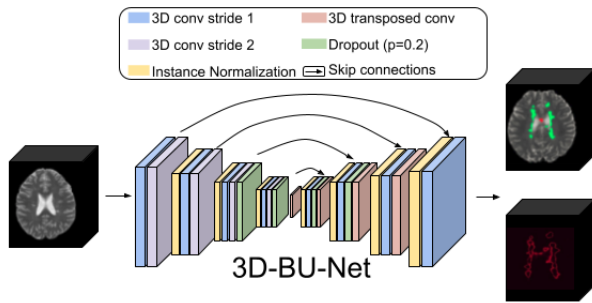 3D conv stride 1
3D transposed conv
3D conv stride 2
Dropout (p=0.2)
Instance Normalization
Skip connections
3D-BU-Net